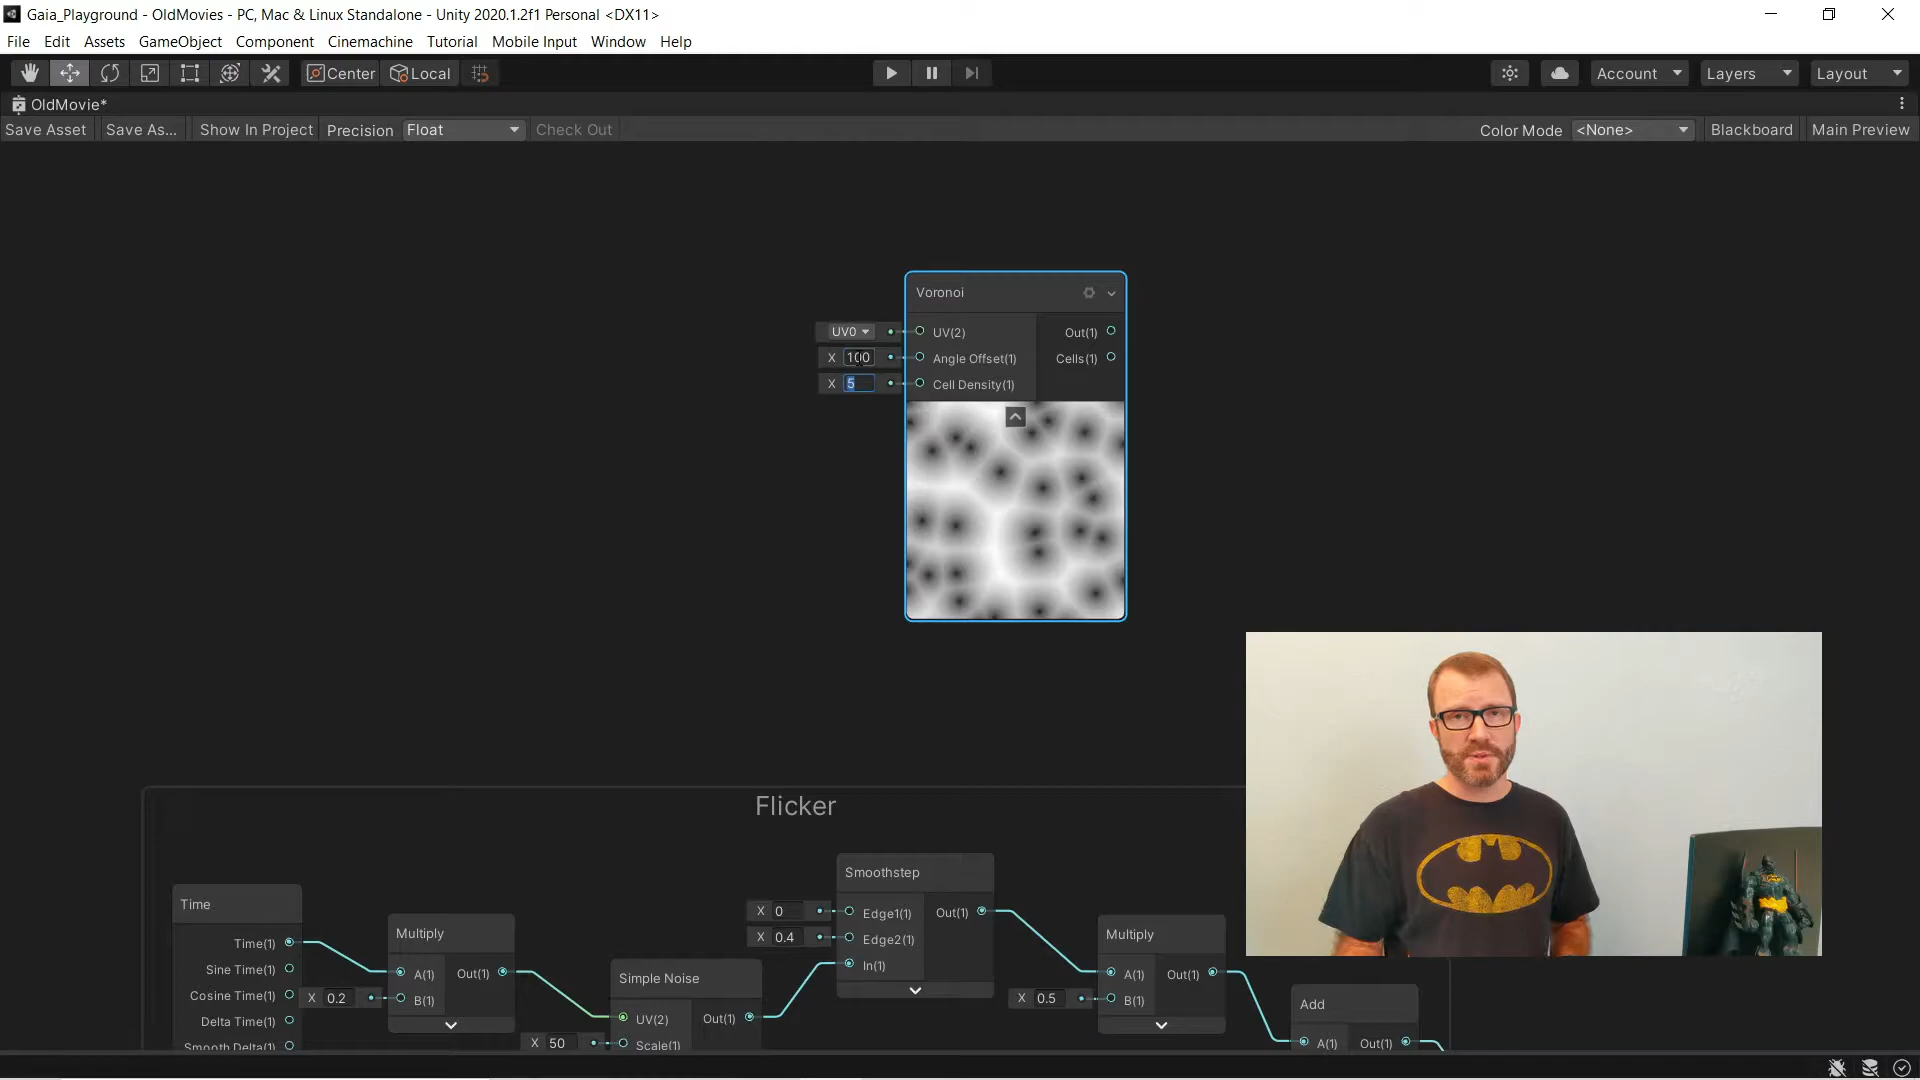 Gaia_Playground - OldMovies - PC, Mac & Linux Standalone - Unity 2020.1.2f1 Personal <DX11>
File Edit Assets GameObject Component Cinemachine Tutorial Mobile Input Window Help
Center Local Account Layers Layout
OldMovie*
Save Asset Save As... Show In Project Precision Float Check Out Color Mode <None> Blackboard Main Preview
Voronoi
UV0 UV(2) Out(1)
X 100 Angle Offset(1) Cells(1)
X 5 Cell Density(1)
Flicker
Time
Time(1)
Sine Time(1)
Cosine Time(1)
Delta Time(1)
Smooth Delta(1)
Multiply
A(1) Out(1)
X 0.2 B(1)
Simple Noise
UV(2) Out(1)
X 50 Scale(1)
Smoothstep
X 0 Edge1(1) Out(1)
X 0.4 Edge2(1)
In(1)
Multiply
A(1) Out(1)
X 0.5 B(1)
Add
A(1) Out(1)